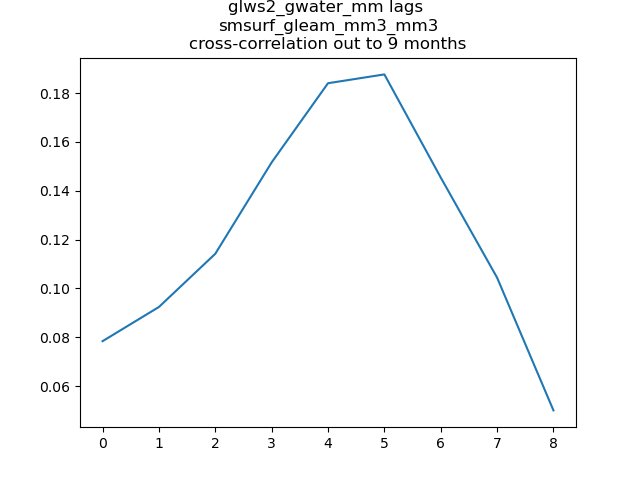 glws2_gwater_mm lags
smsurf_gleam_mm3_mm3
cross-correlation out to 9 months
0.18
0.16
0.14
0.12
0.10
0.08
0.06
0 1 2 3 4 5 6 7 8